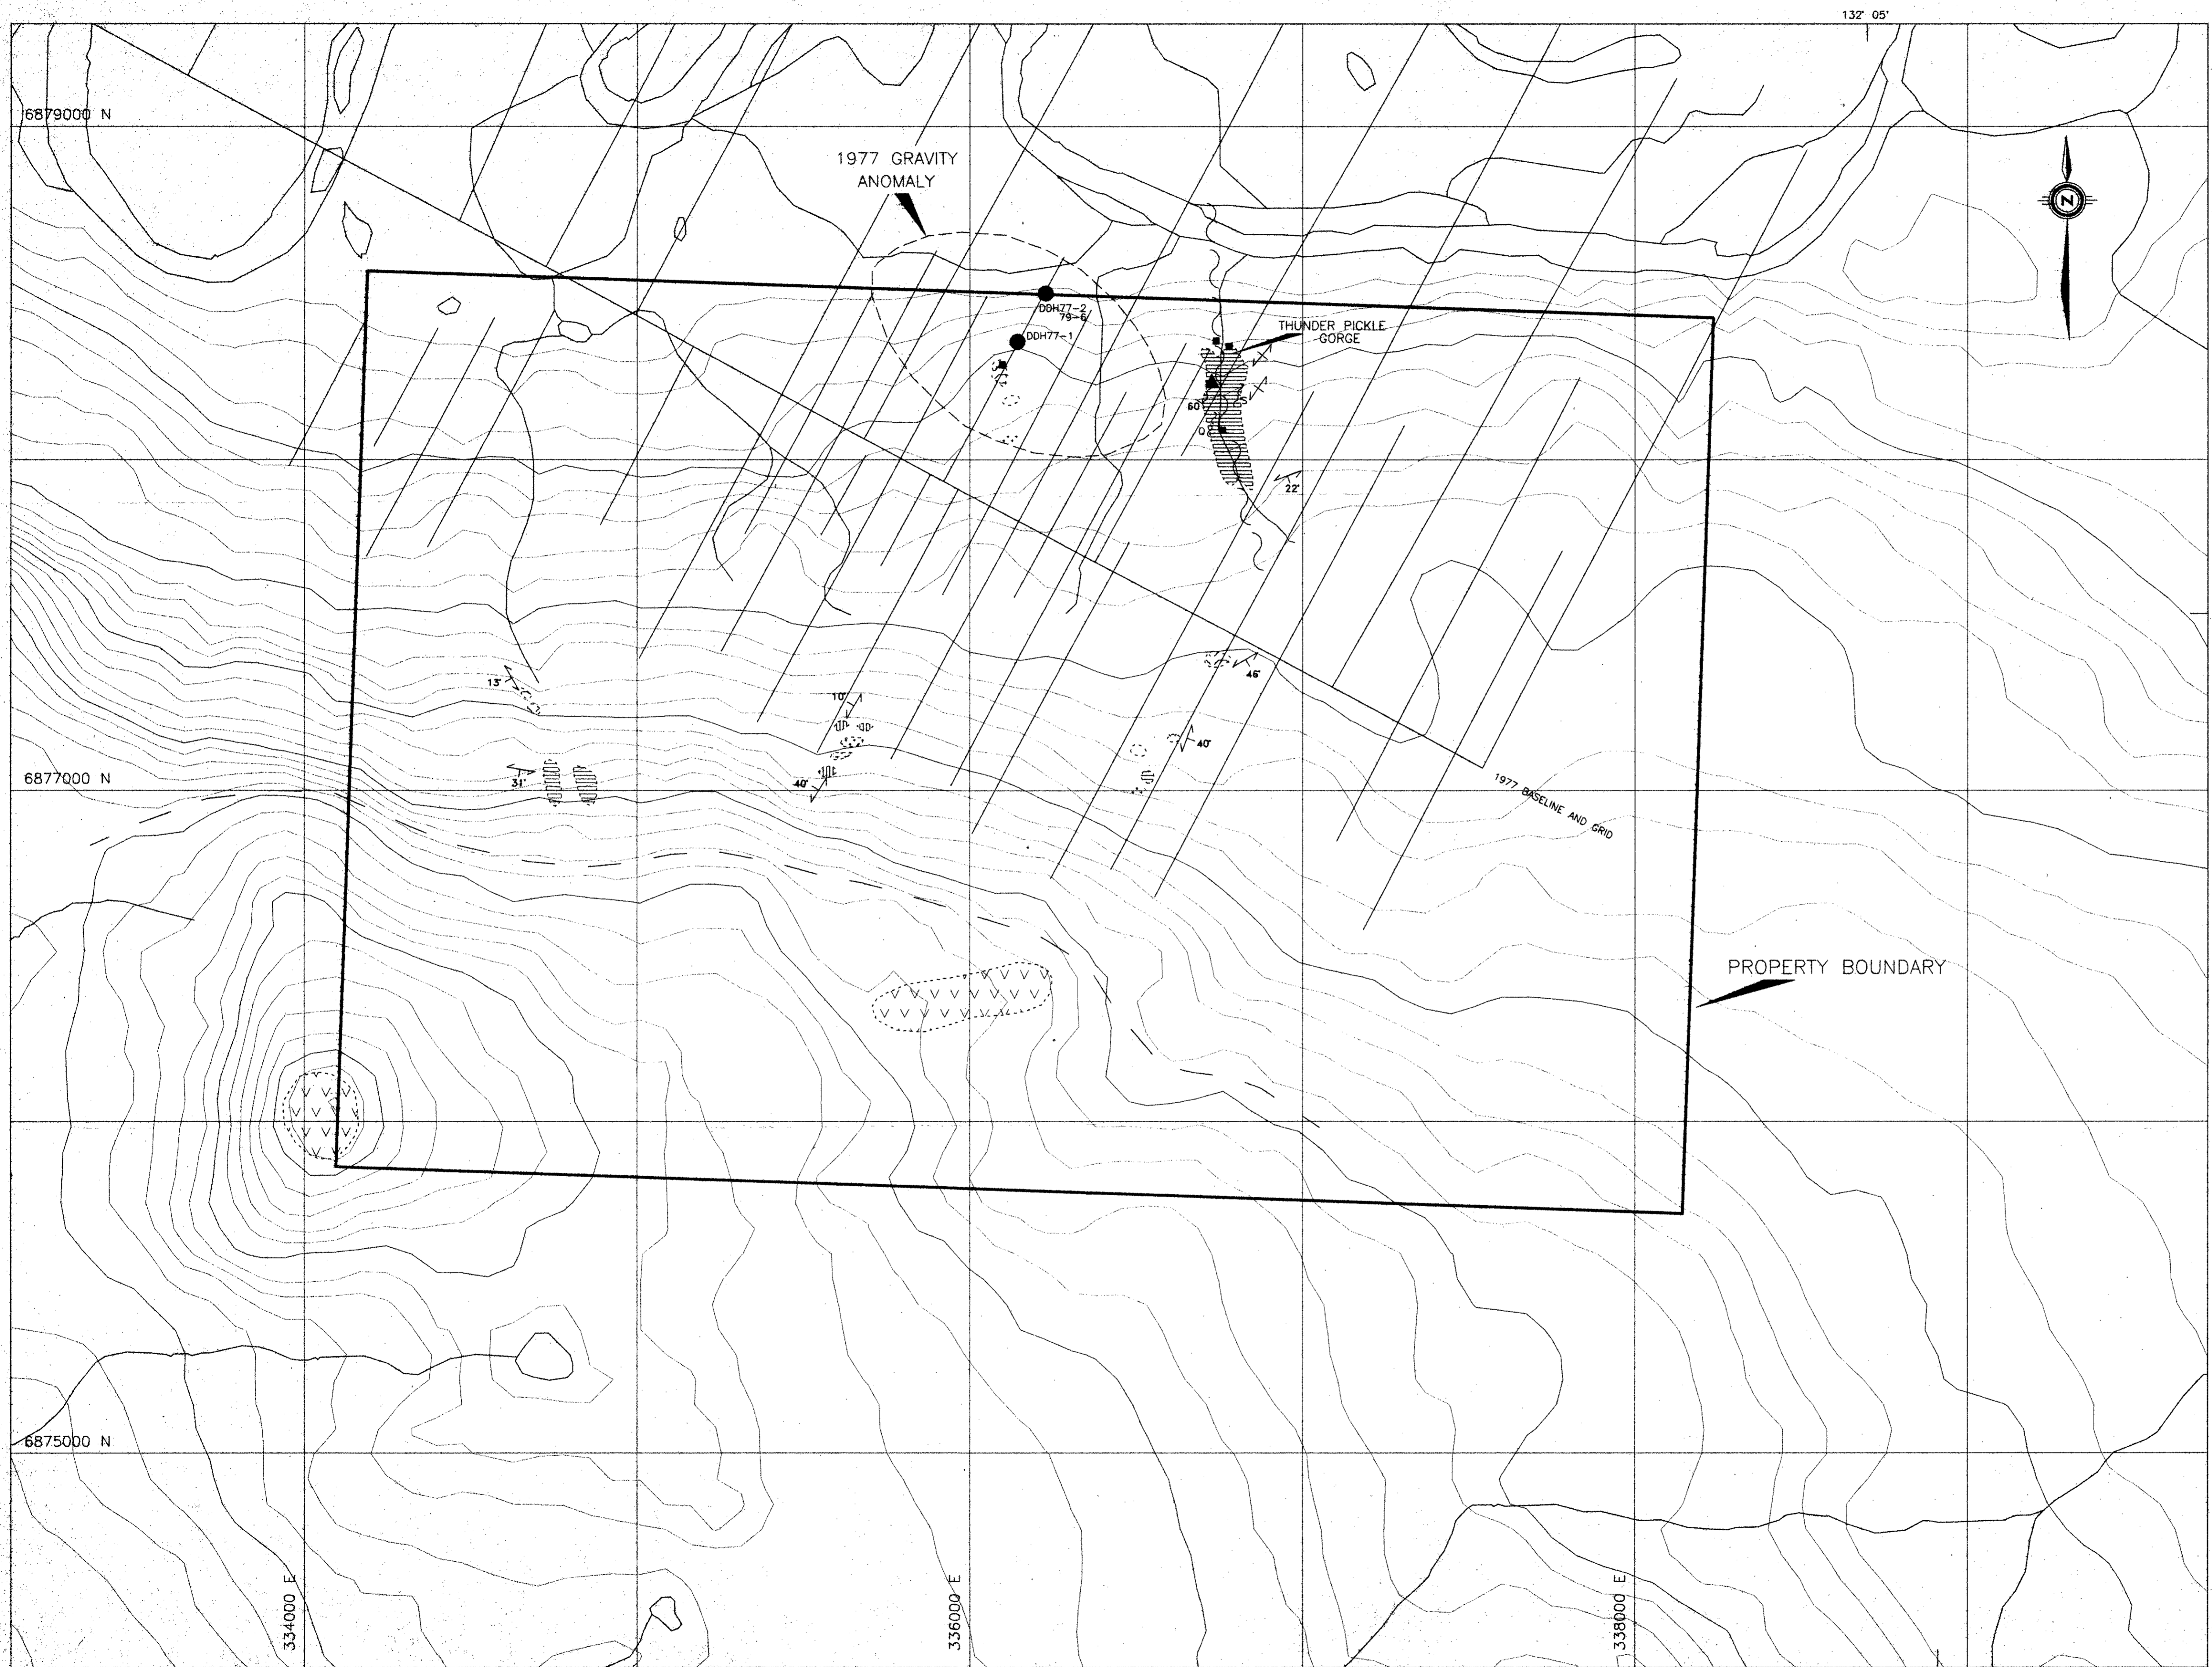 132° 05'
6879000 N
1977 GRAVITY
ANOMALY
N
DDH77-2
79-6
DDH77-1
THUNDER PICKLE
GORGE
60°
22°
13°
10°
46°
40°
6877000 N
31°
40°
1977 BASELINE AND GRID
PROPERTY BOUNDARY
6875000 N
334000 E
336000 E
338000 E